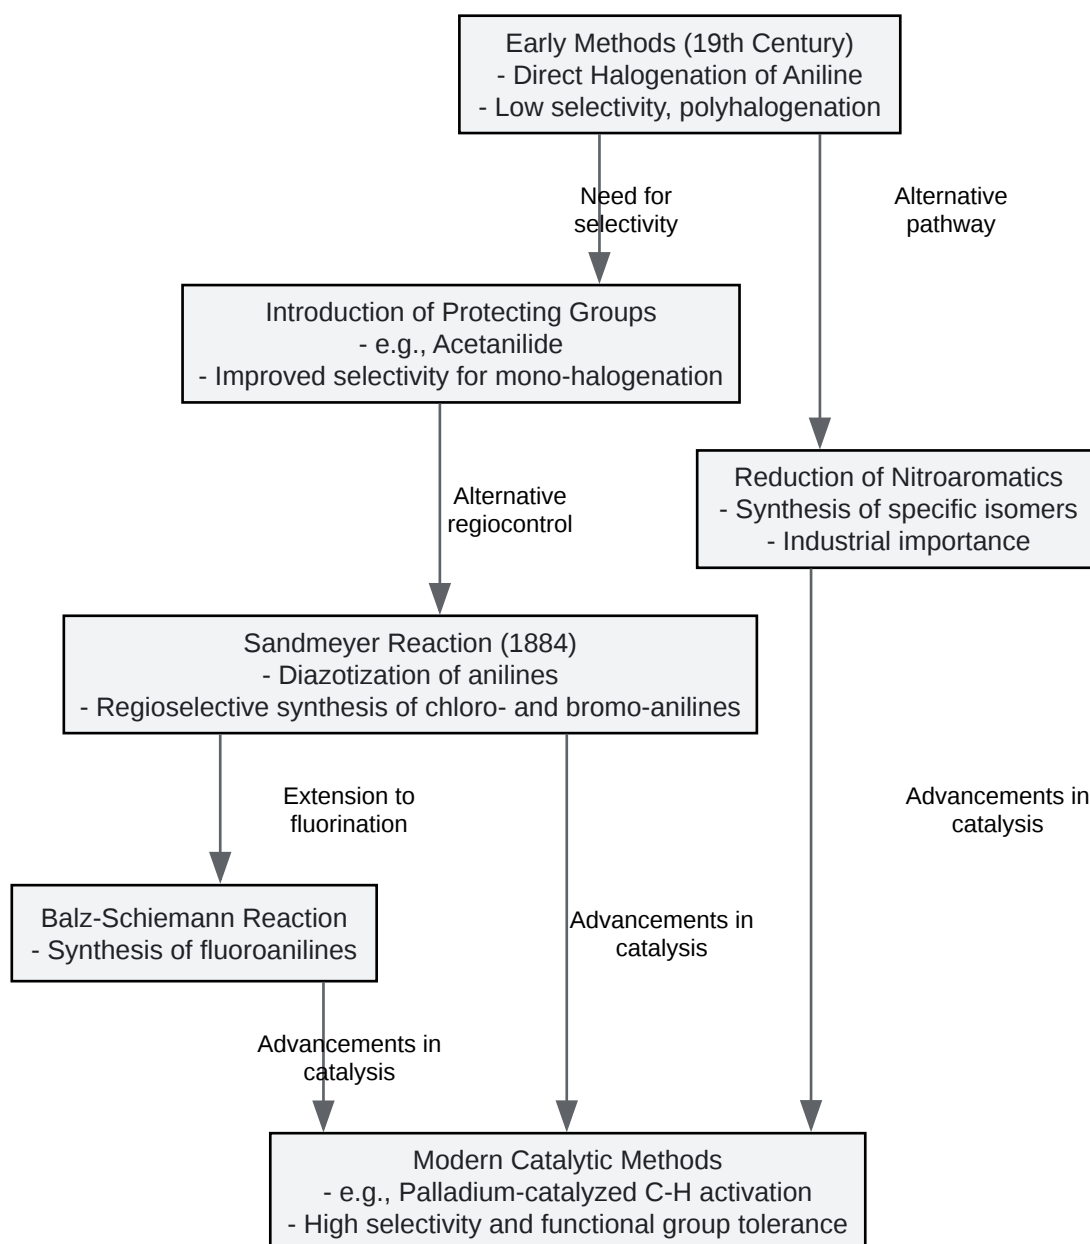 Early Methods (19th Century)
- Direct Halogenation of Aniline
- Low selectivity, polyhalogenation
Need for
selectivity
Alternative
pathway
Introduction of Protecting Groups
- e.g., Acetanilide
- Improved selectivity for mono-halogenation
Reduction of Nitroaromatics
- Synthesis of specific isomers
- Industrial importance
Alternative
regiocontrol
Sandmeyer Reaction (1884)
- Diazotization of anilines
- Regioselective synthesis of chloro- and bromo-anilines
Extension to
fluorination
Advancements in
catalysis
Balz-Schiemann Reaction
- Synthesis of fluoroanilines
Advancements in
catalysis
Advancements in
catalysis
Modern Catalytic Methods
- e.g., Palladium-catalyzed C-H activation
- High selectivity and functional group tolerance